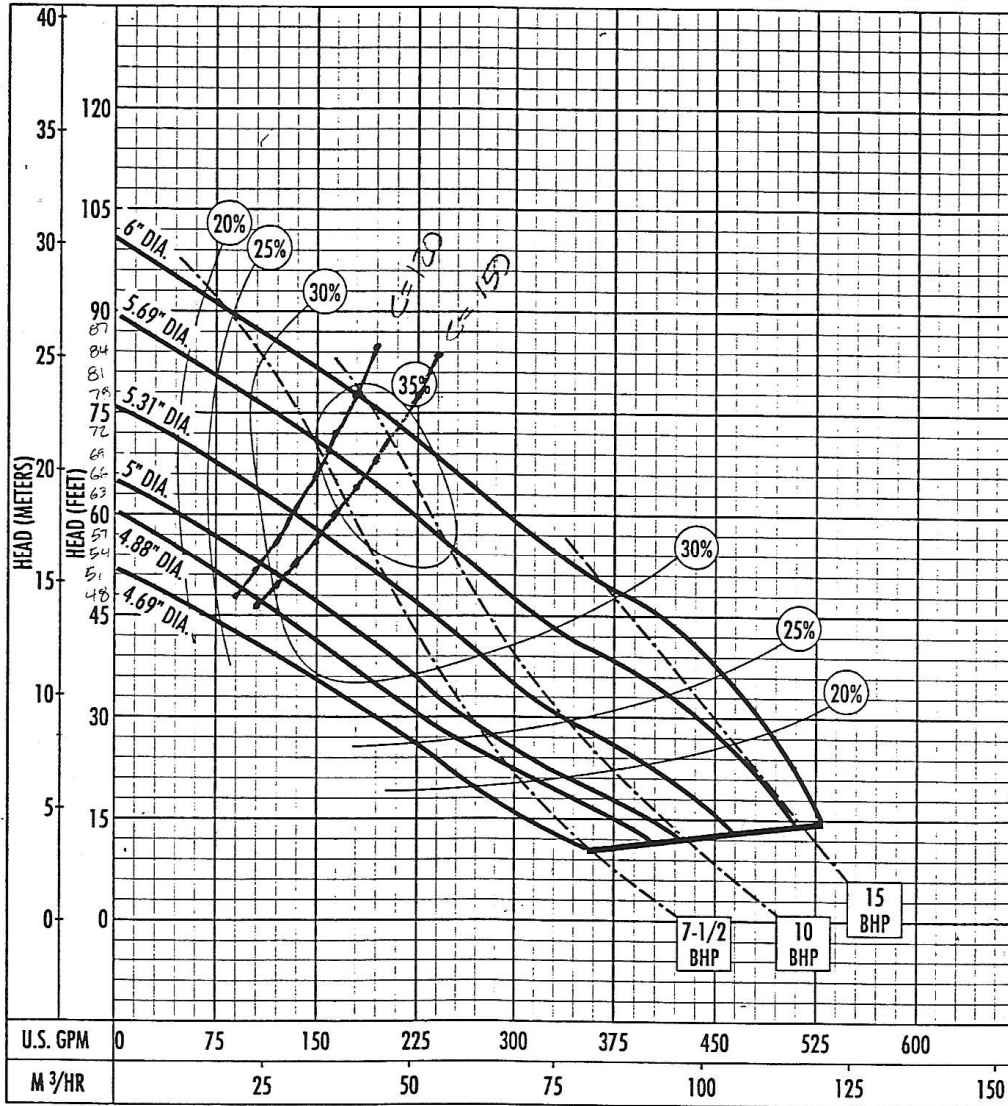 40
35
30
25
20
15
10
5
0
HEAD (METERS)
120
105
90
87
84
81
78
75
72
69
66
63
60
57
54
51
48
45
30
15
0
HEAD (FEET)
6" DIA.
5.69" DIA.
5.31" DIA.
5" DIA.
4.88" DIA.
4.69" DIA.
20%
25%
30%
C=120
C=150
35%
30%
25%
20%
7-1/2
BHP
10
BHP
15
BHP
U.S. GPM 0 75 150 225 300 375 450 525 600
M³/HR 25 50 75 100 125 150